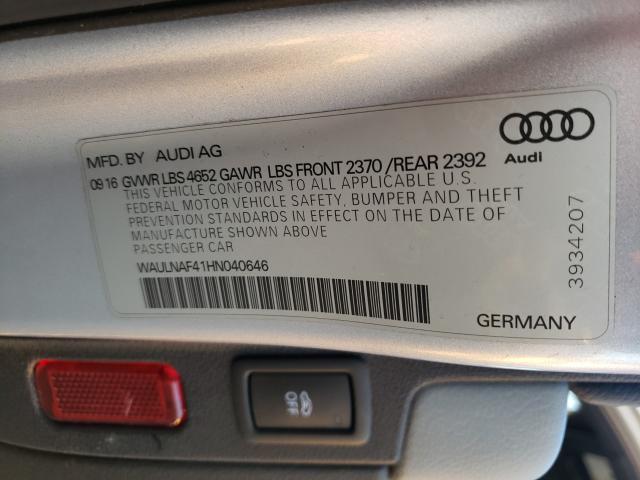 MFD. BY AUDI AG
09 16 GVWR LBS 4652 GAWR LBS FRONT 2370 / REAR 2392
THIS VEHICLE CONFORMS TO ALL APPLICABLE U.S.
FEDERAL MOTOR VEHICLE SAFETY, BUMPER AND THEFT
PREVENTION STANDARDS IN EFFECT ON THE DATE OF
MANUFACTURE SHOWN ABOVE
PASSENGER CAR
WAULNAF41HN040646
GERMANY
Audi
3934207
OFF